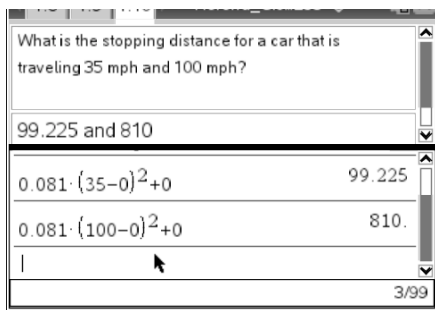 What is the stopping distance for a car that is
traveling 35 mph and 100 mph?
99.225 and 810
0.081·(35−0)²+0 99.225
0.081·(100−0)²+0 810.
3/99